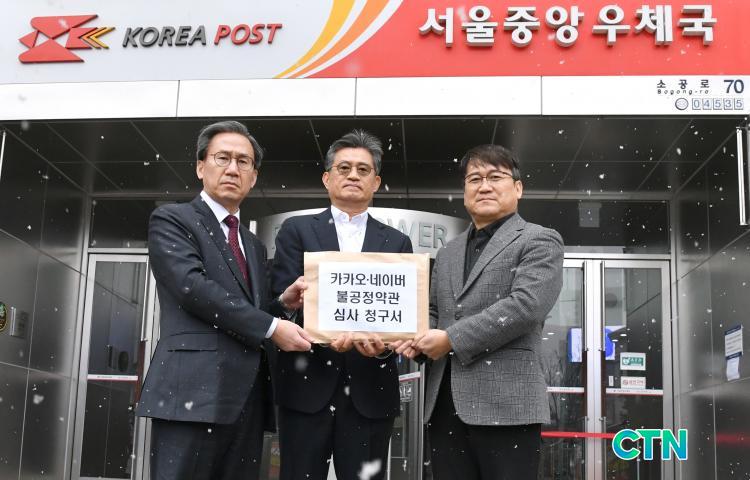 KOREA POST
서울중앙우체국
소공로 70
Sogong-ro
04535
TOWER
카카오·네이버
불공정약관
심사 청구서
CTN